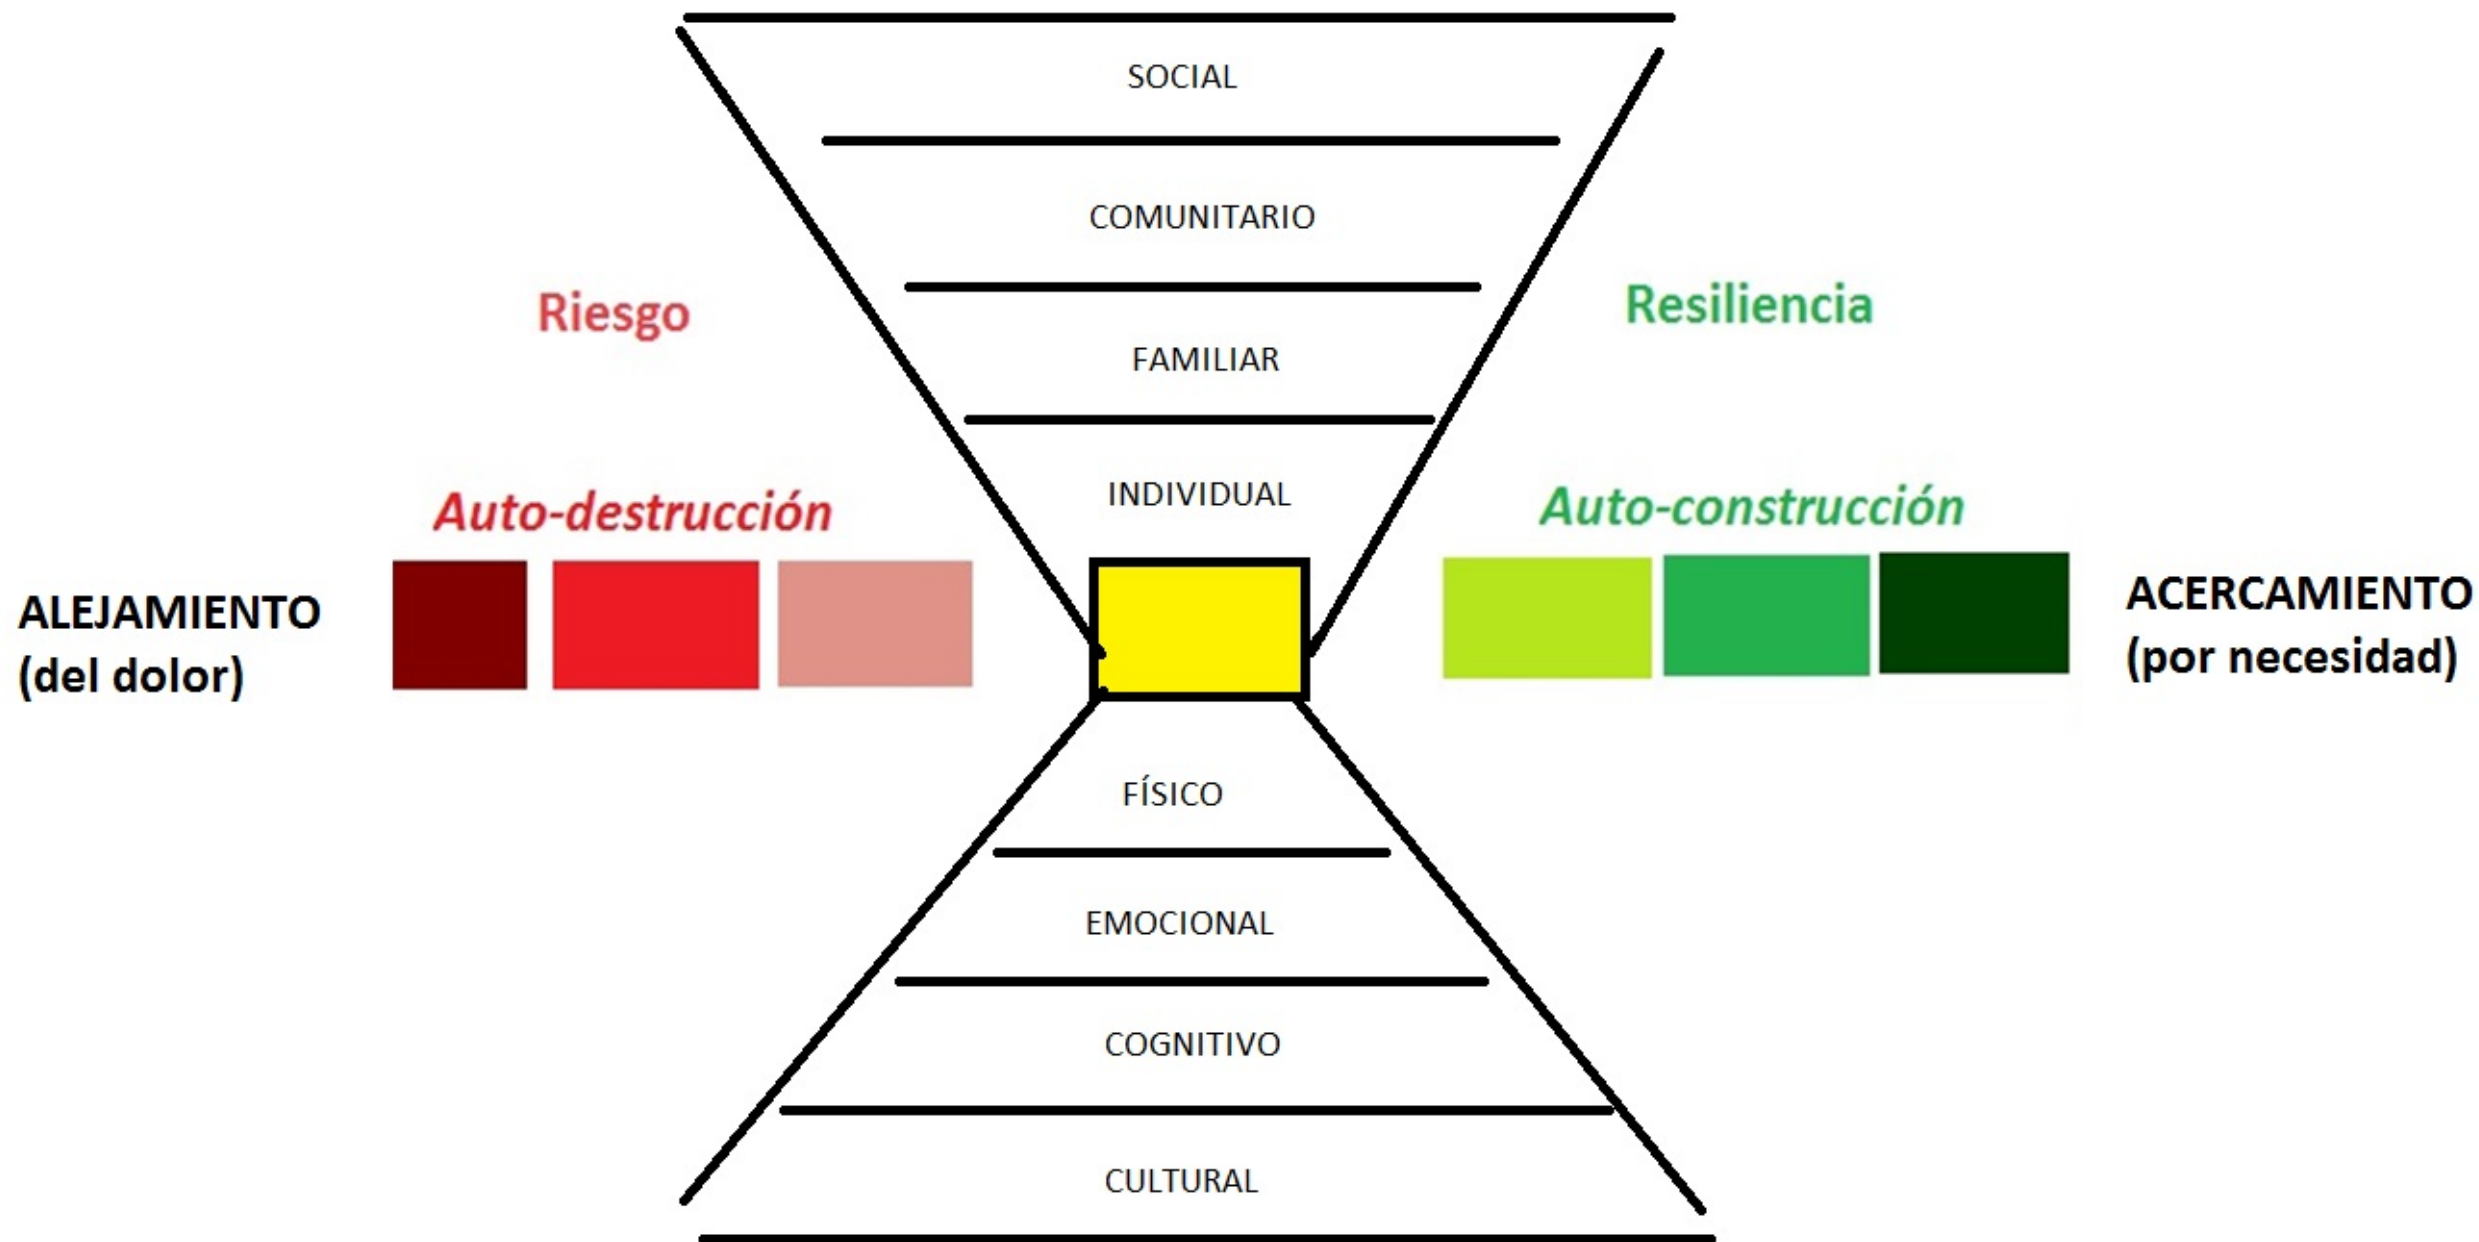 SOCIAL
COMUNITARIO
Riesgo
Resiliencia
FAMILIAR
INDIVIDUAL
Auto-destrucción
Auto-construcción
ALEJAMIENTO
(del dolor)
ACERCAMIENTO
(por necesidad)
FÍSICO
EMOCIONAL
COGNITIVO
CULTURAL